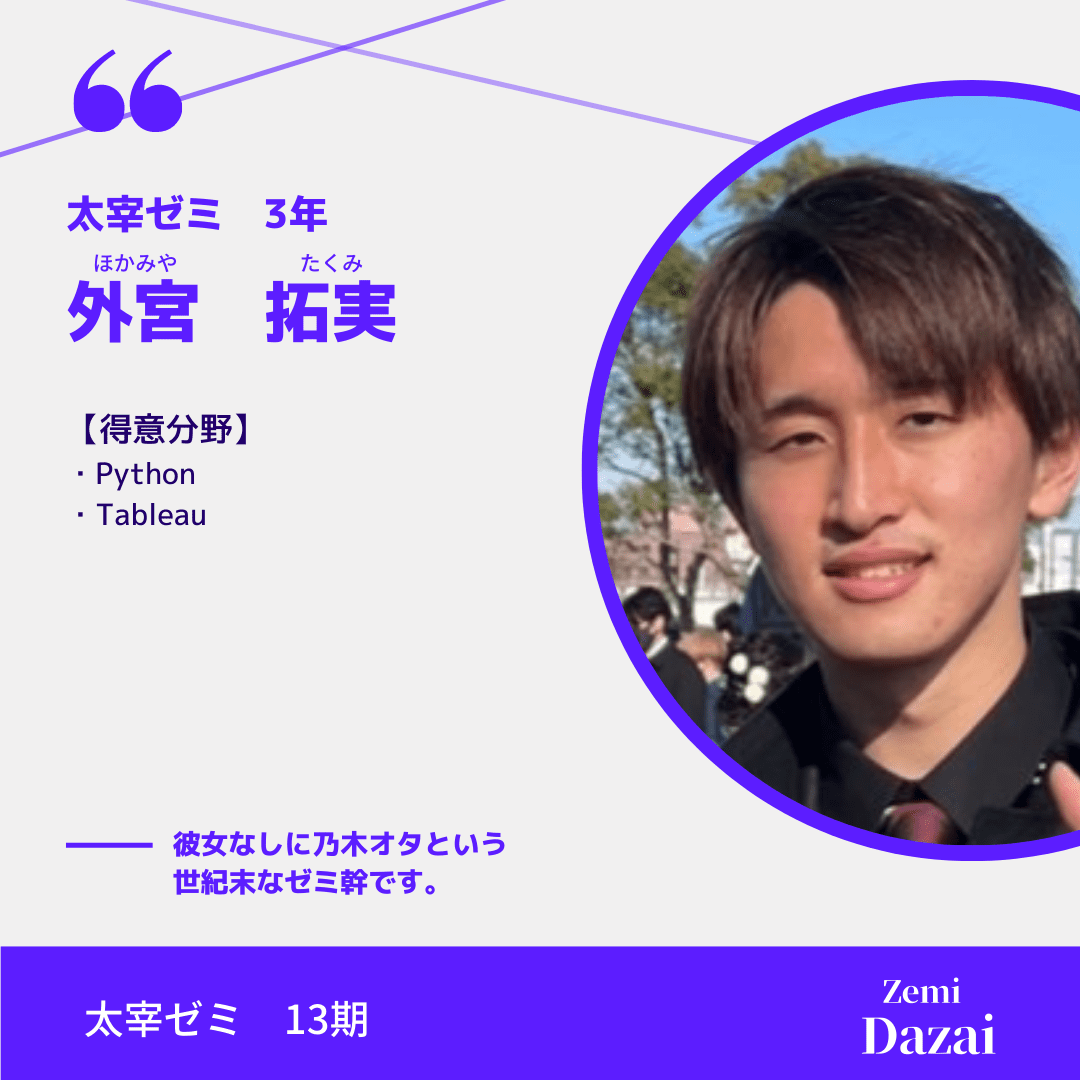 太宰ゼミ　3年
ほかみや　たくみ
外宮　拓実
【得意分野】
・Python
・Tableau
彼女なしに乃木オタという
世紀末なゼミ幹です。
太宰ゼミ　13期
Zemi
Dazai